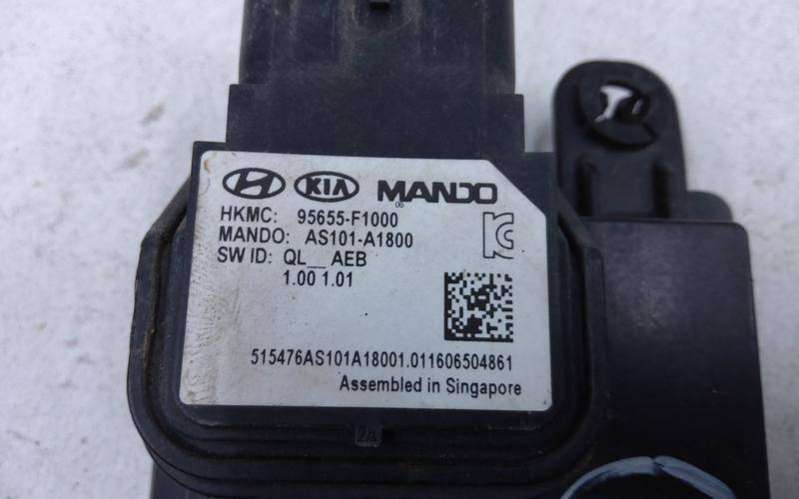 KIA MANDO
HKMC: 95655-F1000
MANDO: AS101-A1800
SW ID: QL__AEB
1.00 1.01
515476AS101A18001.011606504861
Assembled in Singapore